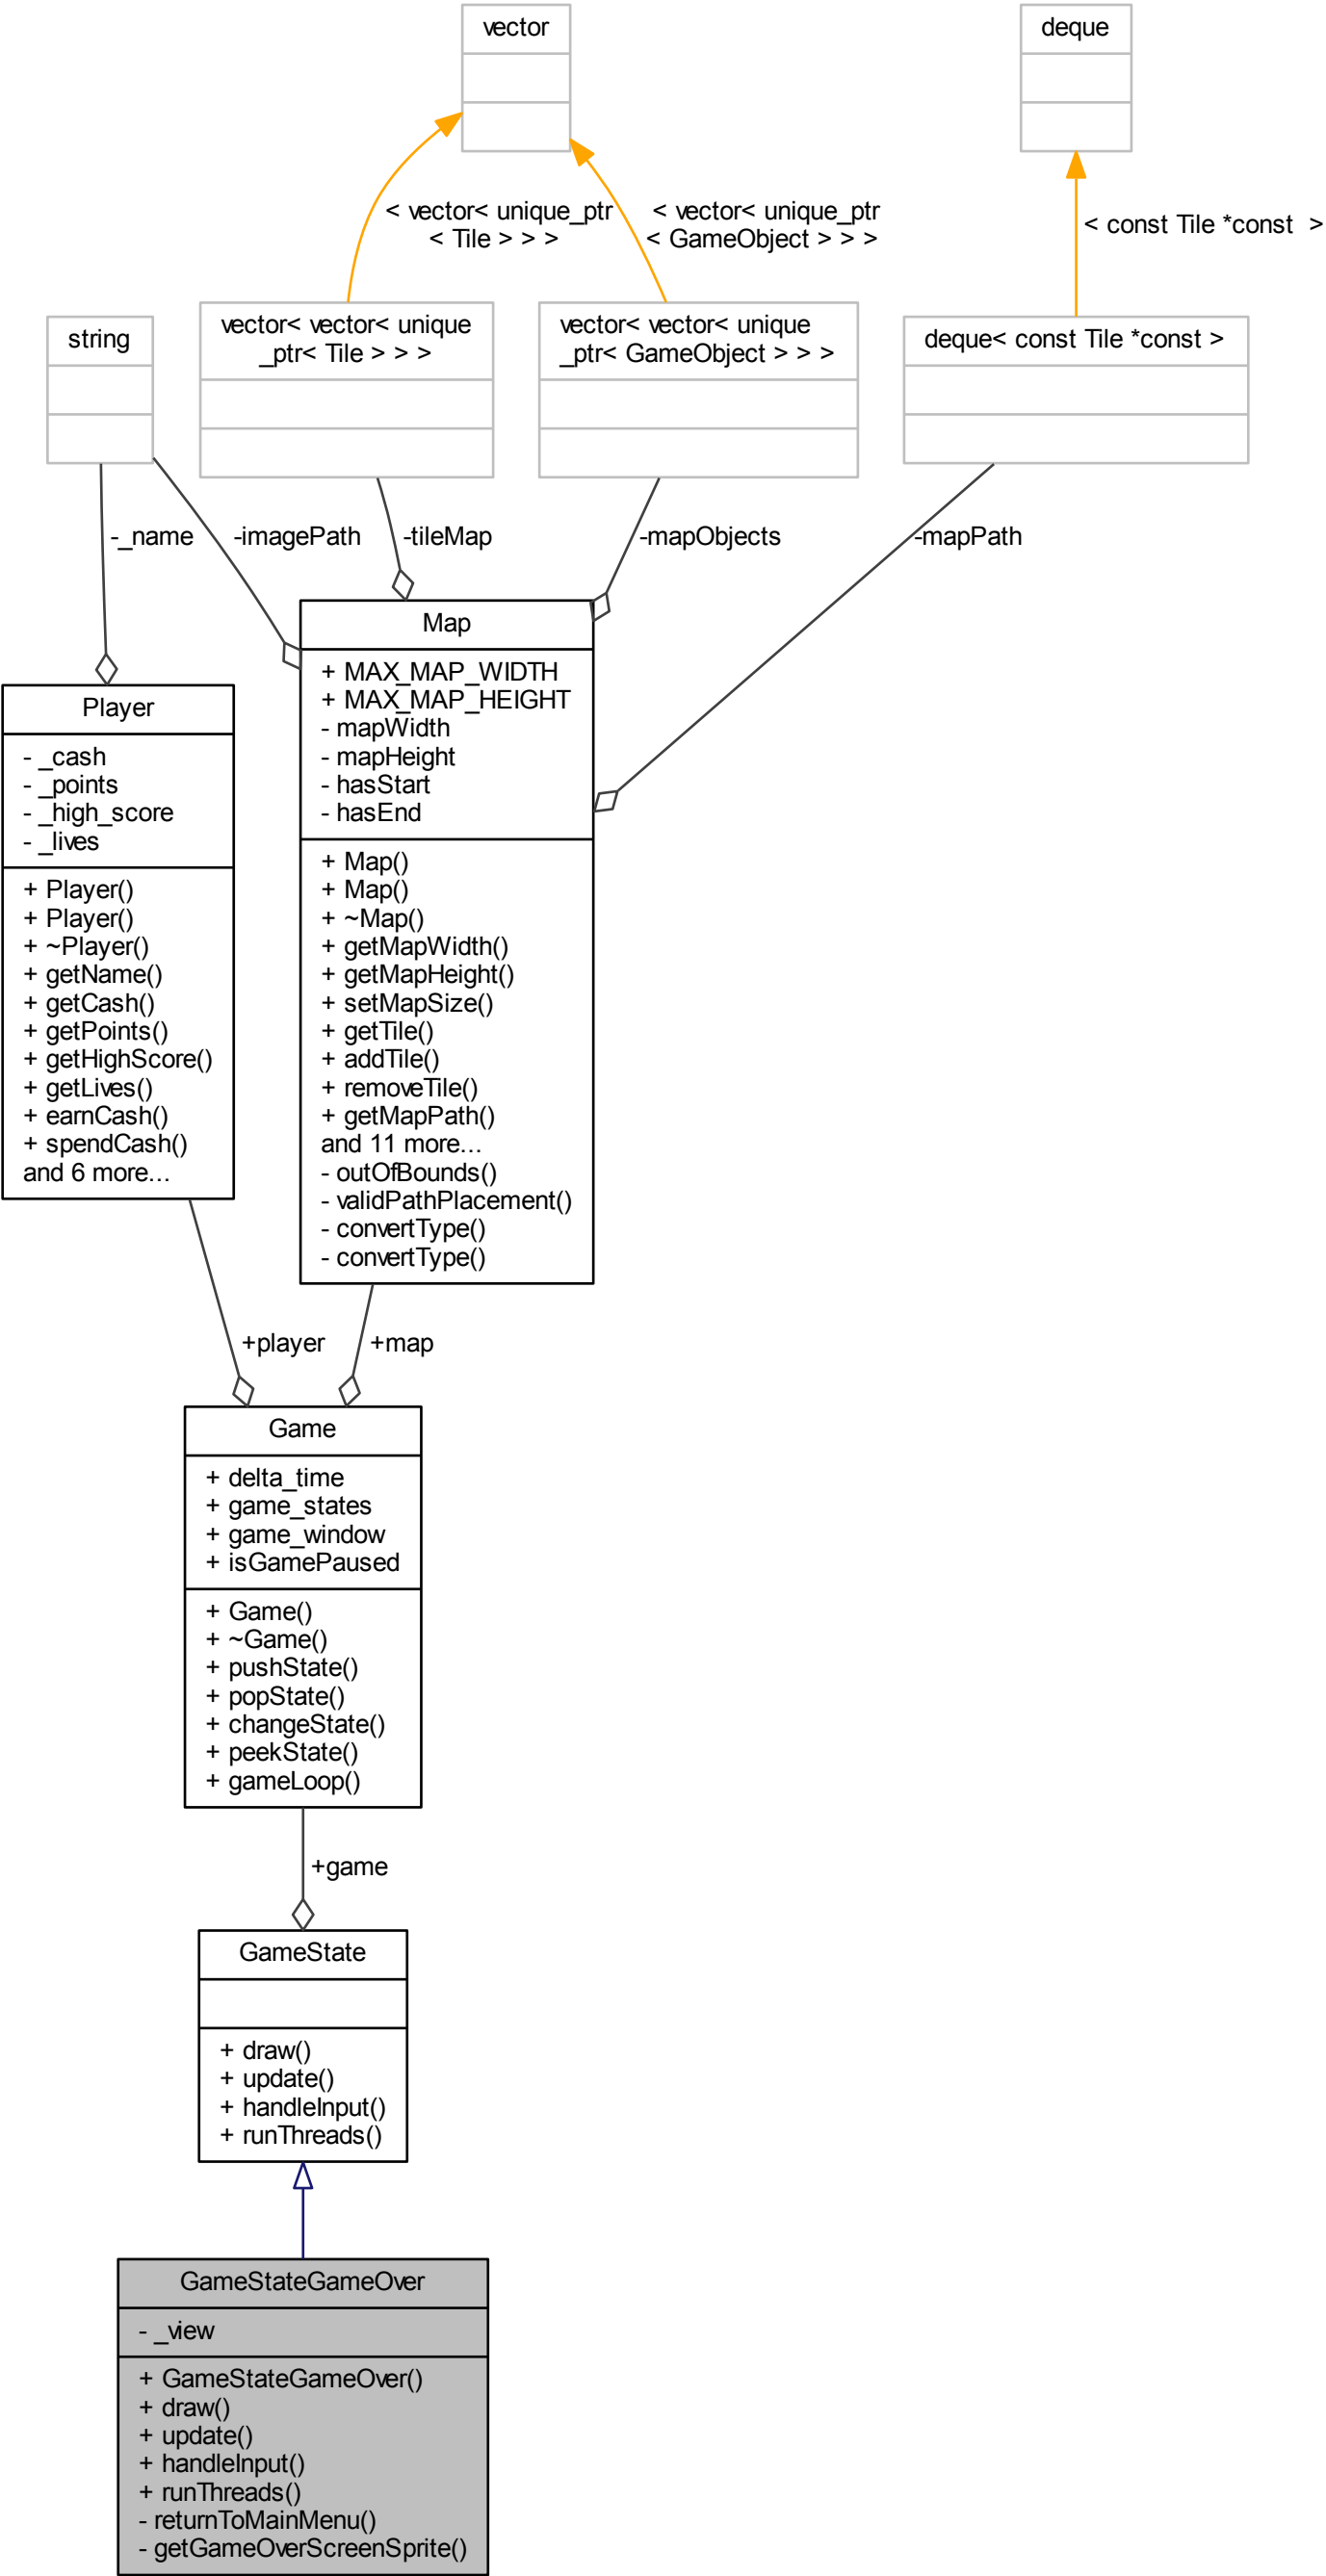 vector
deque
< vector< unique_ptr
< Tile > > >
< vector< unique_ptr
< GameObject > > >
< const Tile *const >
string
vector< vector< unique
_ptr< Tile > > >
vector< vector< unique
_ptr< GameObject > > >
deque< const Tile *const >
-_name
-imagePath
-tileMap
-mapObjects
-mapPath
Player
- _cash
- _points
- _high_score
- _lives
+ Player()
+ Player()
+ ~Player()
+ getName()
+ getCash()
+ getPoints()
+ getHighScore()
+ getLives()
+ earnCash()
+ spendCash()
and 6 more...
Map
+ MAX_MAP_WIDTH
+ MAX_MAP_HEIGHT
- mapWidth
- mapHeight
- hasStart
- hasEnd
+ Map()
+ Map()
+ ~Map()
+ getMapWidth()
+ getMapHeight()
+ setMapSize()
+ getTile()
+ addTile()
+ removeTile()
+ getMapPath()
and 11 more...
- outOfBounds()
- validPathPlacement()
- convertType()
- convertType()
+player
+map
Game
+ delta_time
+ game_states
+ game_window
+ isGamePaused
+ Game()
+ ~Game()
+ pushState()
+ popState()
+ changeState()
+ peekState()
+ gameLoop()
+game
GameState
+ draw()
+ update()
+ handleInput()
+ runThreads()
GameStateGameOver
- _view
+ GameStateGameOver()
+ draw()
+ update()
+ handleInput()
+ runThreads()
- returnToMainMenu()
- getGameOverScreenSprite()